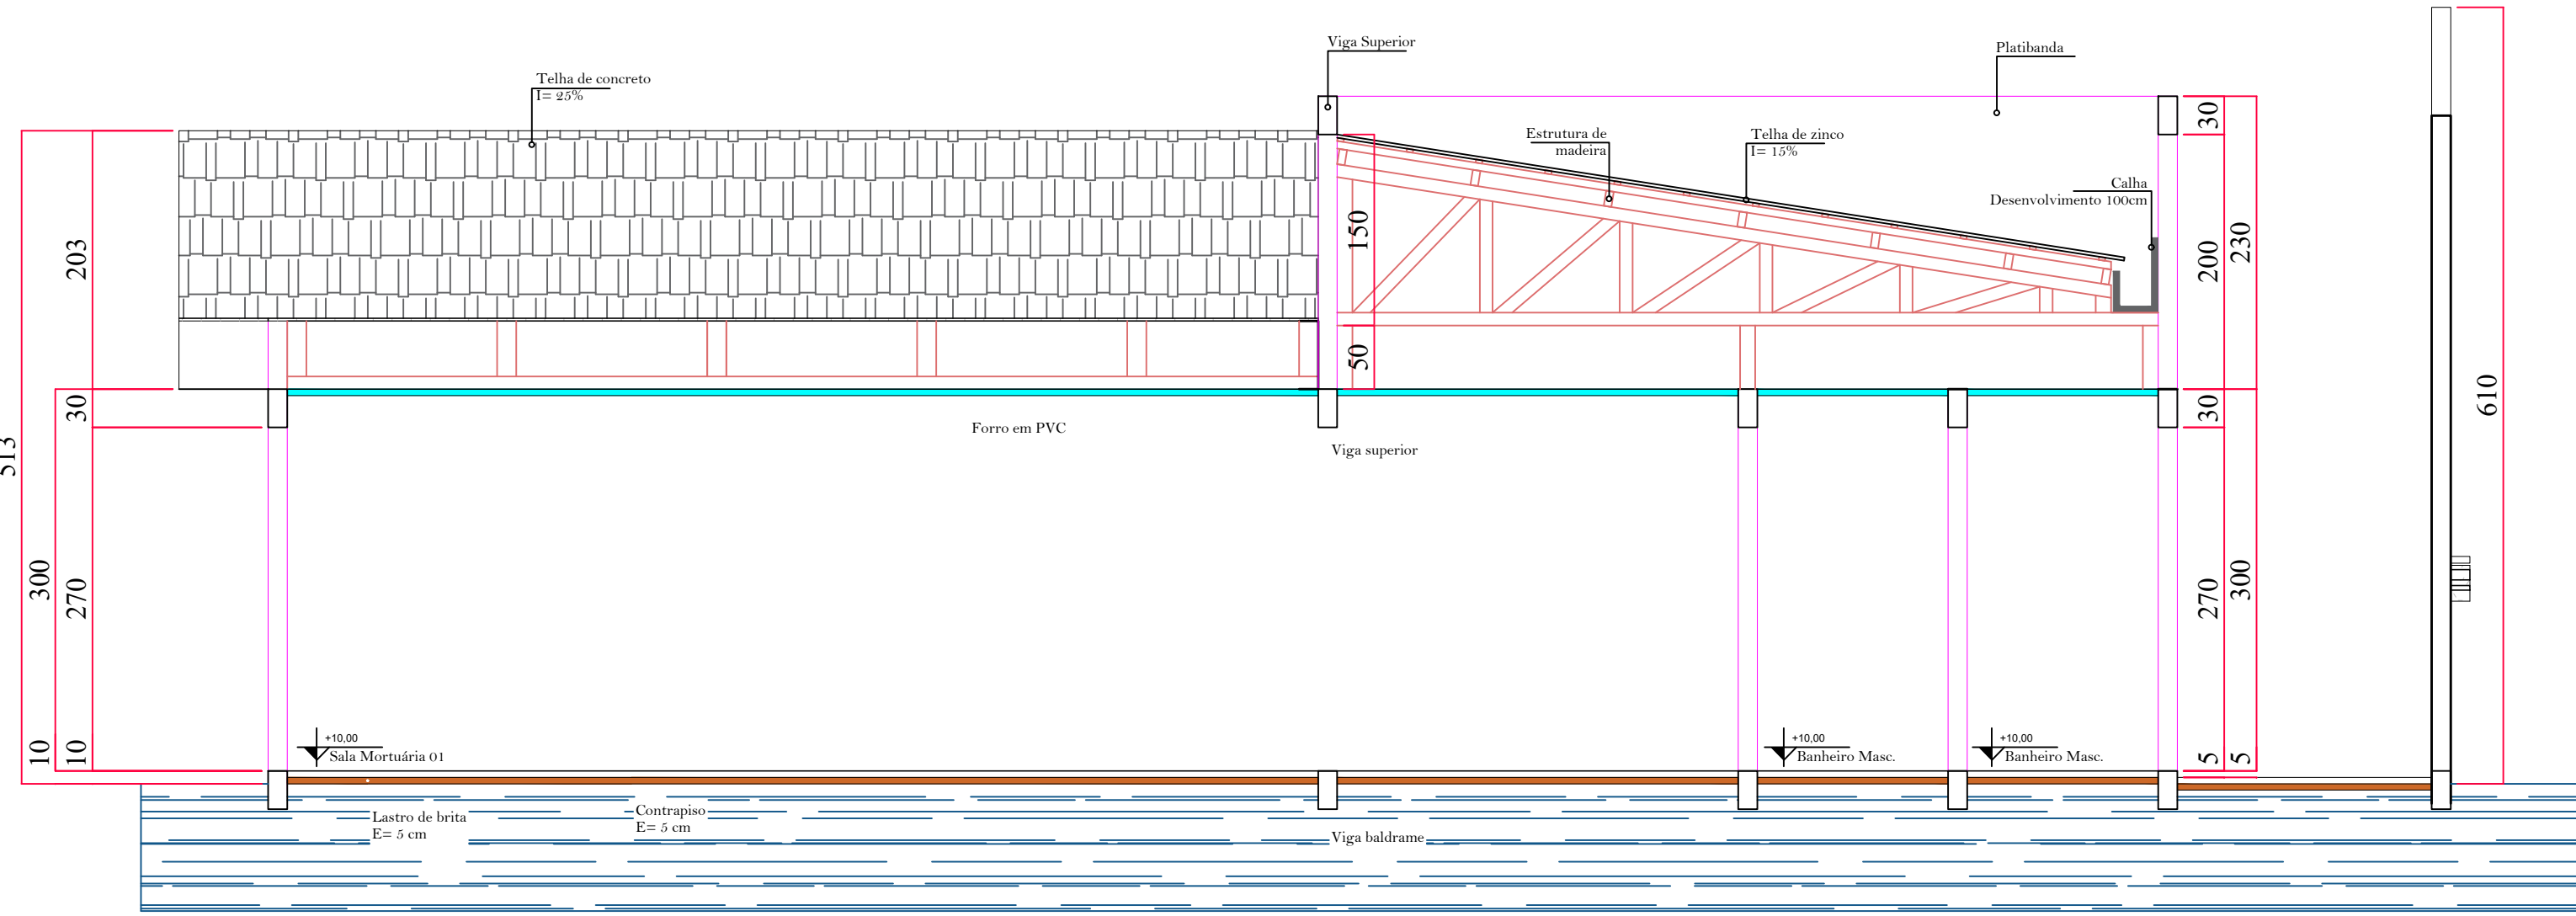 Viga Superior
Platibanda
Telha de concreto
I= 25%
Estrutura de
madeira
Telha de zinco
I= 15%
Calha
Desenvolvimento 100cm
30
203
150
200
230
50
30
30
610
513
Forro em PVC
Viga superior
300
270
270
300
10
10
5
5
+10,00
Sala Mortuária 01
+10,00
Banheiro Masc.
+10,00
Banheiro Masc.
Lastro de brita
E= 5 cm
Contrapiso
E= 5 cm
Viga baldrame